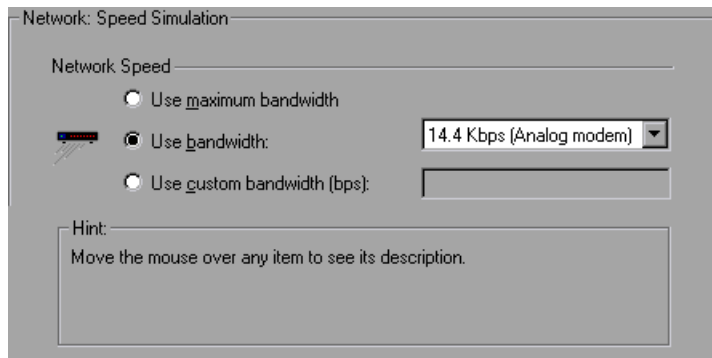 Network: Speed Simulation
Network Speed
Use maximum bandwidth
Use bandwidth: 14.4 Kbps (Analog modem)
Use custom bandwidth (bps):
Hint:
Move the mouse over any item to see its description.